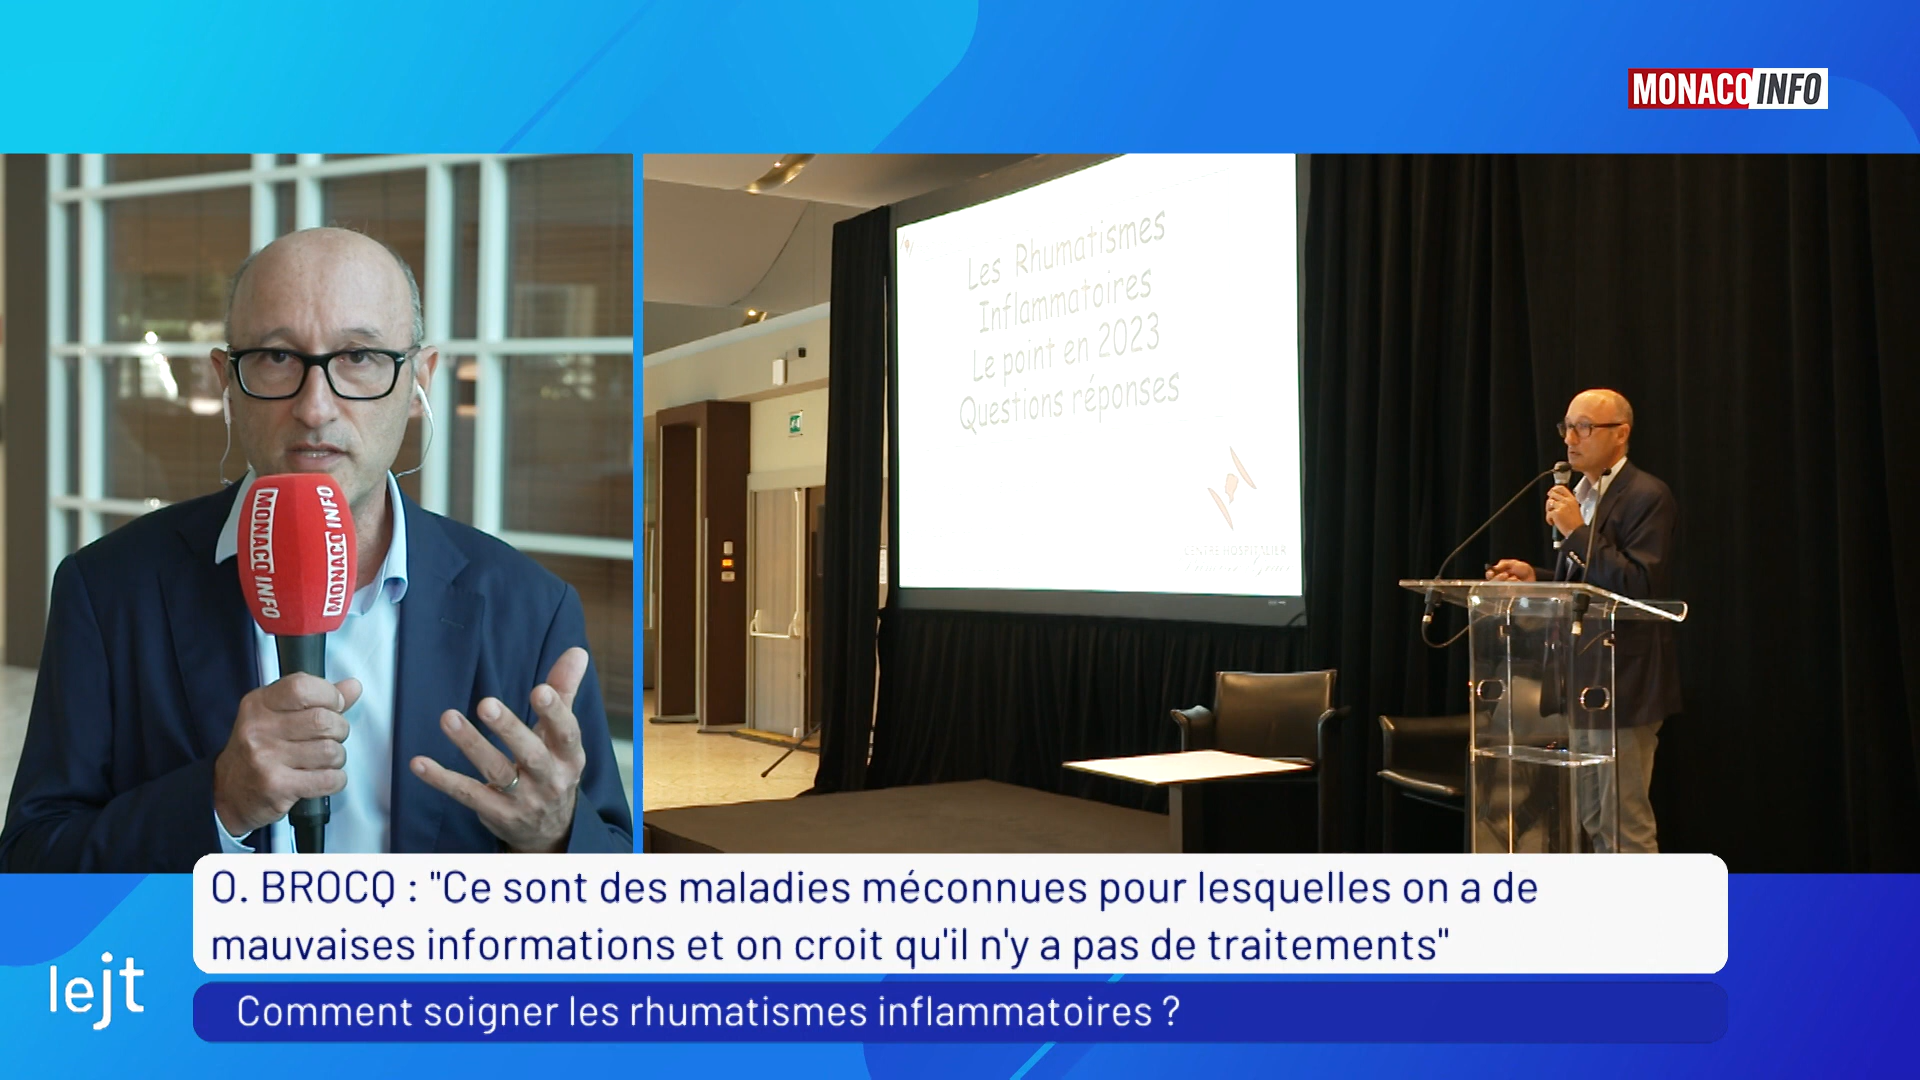 MONACO INFO
Les Rhumatismes
Inflammatoires
Le point en 2023
Questions réponses
CENTRE HOSPITALIER
MONACO INFO
MONACO INFO
O. BROCQ : "Ce sont des maladies méconnues pour lesquelles on a de
mauvaises informations et on croit qu'il n'y a pas de traitements"
lejt
Comment soigner les rhumatismes inflammatoires ?